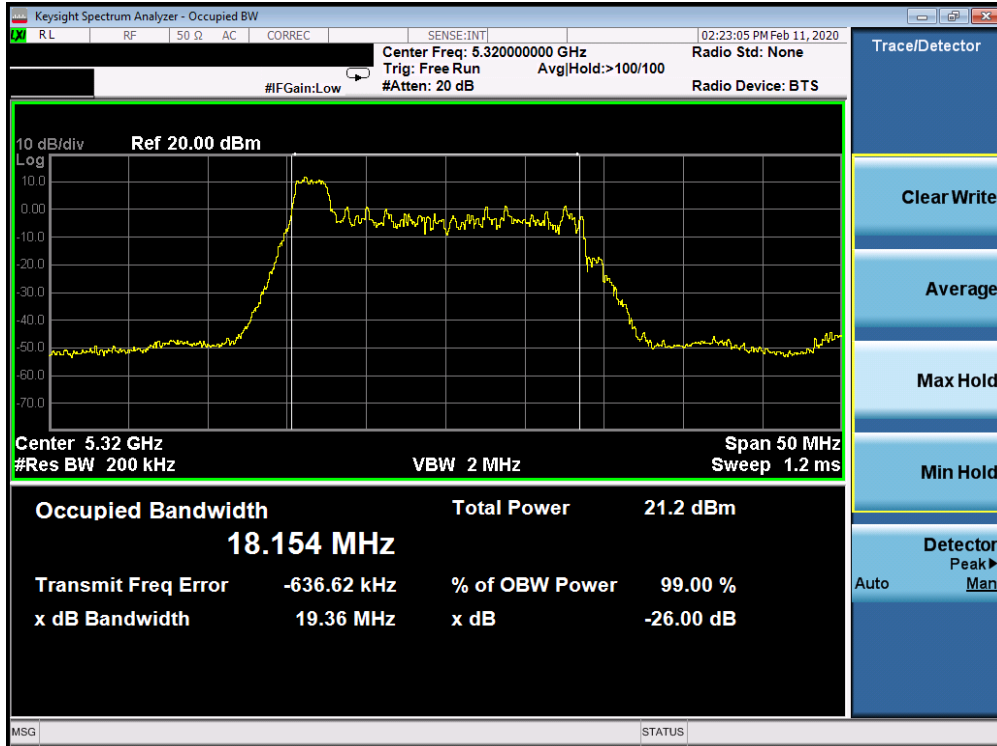 Keysight Spectrum Analyzer - Occupied BW
LXI RL RF 50 Ω AC CORREC SENSE:INT 02:23:05 PM Feb 11, 2020
Center Freq: 5.320000000 GHz Radio Std: None
Trig: Free Run Avg|Hold:>100/100
#IFGain:Low #Atten: 20 dB Radio Device: BTS
10 dB/div Ref 20.00 dBm
Log
10.0
0.00
-10.0
-20.0
-30.0
-40.0
-50.0
-60.0
-70.0
Center 5.32 GHz Span 50 MHz
#Res BW 200 kHz VBW 2 MHz Sweep 1.2 ms
Occupied Bandwidth Total Power 21.2 dBm
18.154 MHz
Transmit Freq Error -636.62 kHz % of OBW Power 99.00 %
x dB Bandwidth 19.36 MHz x dB -26.00 dB
MSG STATUS
Trace/Detector
Clear Write
Average
Max Hold
Min Hold
Detector
Peak▶
Auto Man